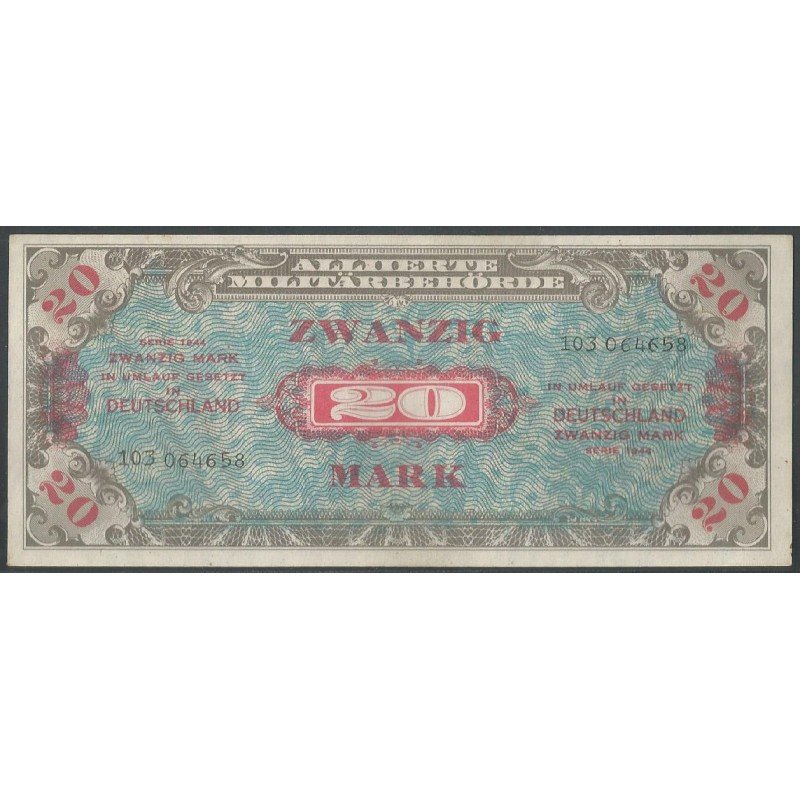 ALLIIERTE
MILITÄRBEHÖRDE
20
20
ZWANZIG
SERIE 1944
ZWANZIG MARK
IN UMLAUF GESETZT
IN
DEUTSCHLAND
103 064658
20
103 064658
IN UMLAUF GESETZT
IN
DEUTSCHLAND
ZWANZIG MARK
SERIE 1944
MARK
20
20